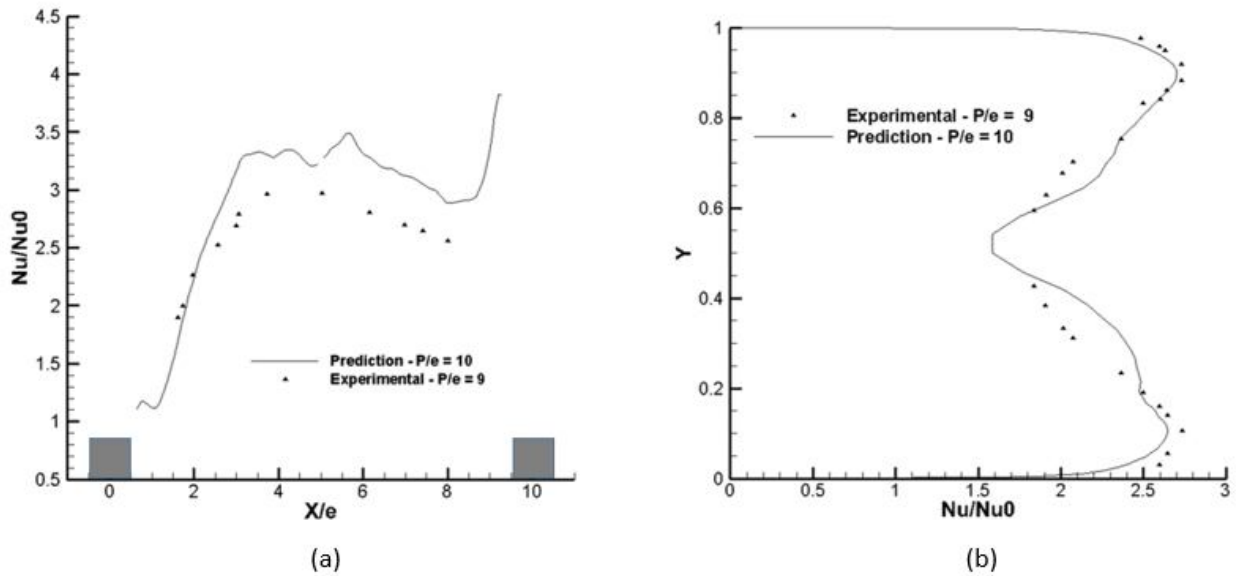 4.5
4
3.5
3
2.5
2
1.5
1
0.5
Nu/Nu0
Prediction - P/e = 10
Experimental - P/e = 9
0 2 4 6 8 10
X/e
(a)
1
0.8
0.6
0.4
0.2
0
Y
Experimental - P/e = 9
Prediction - P/e = 10
0 0.5 1 1.5 2 2.5 3
Nu/Nu0
(b)